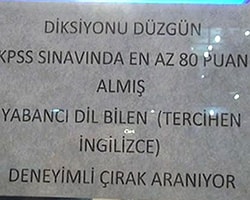 DİKSİYONU DÜZGÜN
KPSS SINAVINDA EN AZ 80 PUAN
ALMIŞ
YABANCI DİL BİLEN (TERCİHEN
İNGİLİZCE)
DENEYİMLİ ÇIRAK ARANIYOR